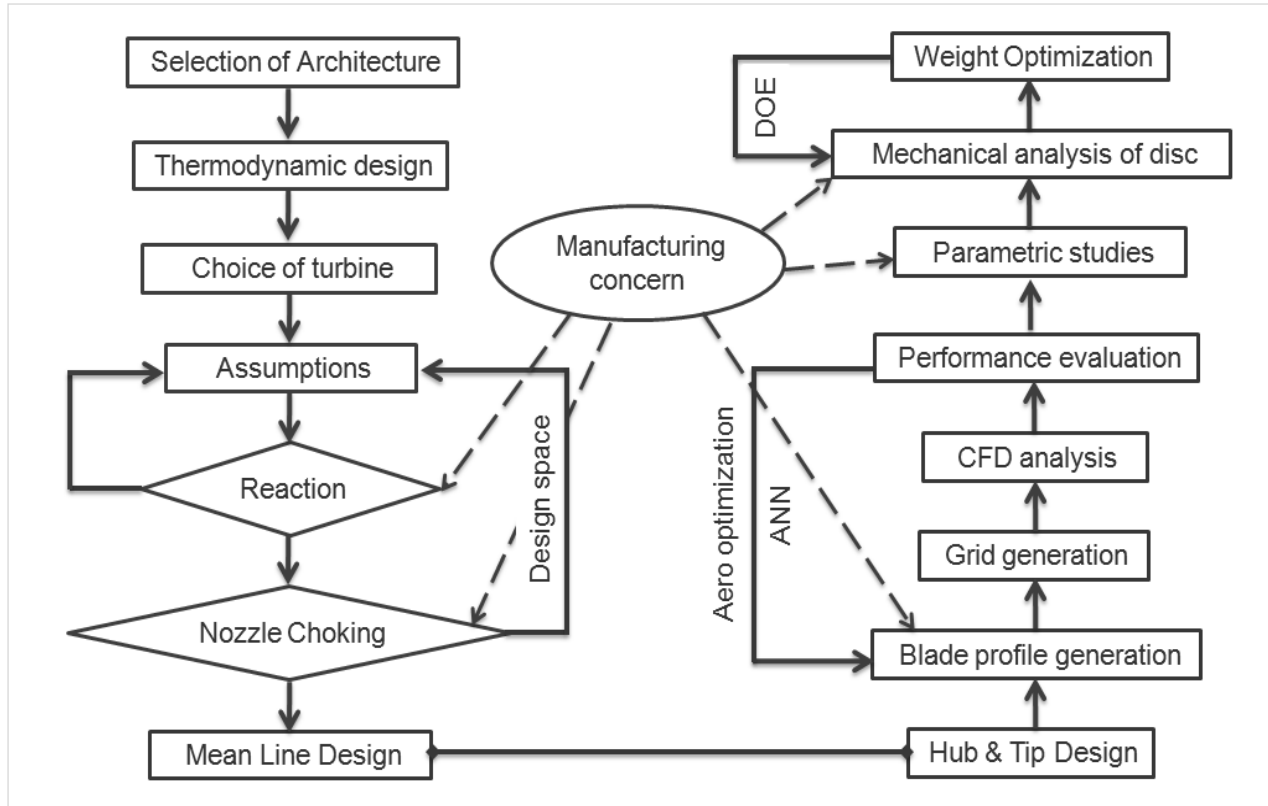 Selection of Architecture
Thermodynamic design
Choice of turbine
Assumptions
Reaction
Nozzle Choking
Mean Line Design
Design space
Manufacturing
concern
Aero optimization
ANN
DOE
Weight Optimization
Mechanical analysis of disc
Parametric studies
Performance evaluation
CFD analysis
Grid generation
Blade profile generation
Hub & Tip Design